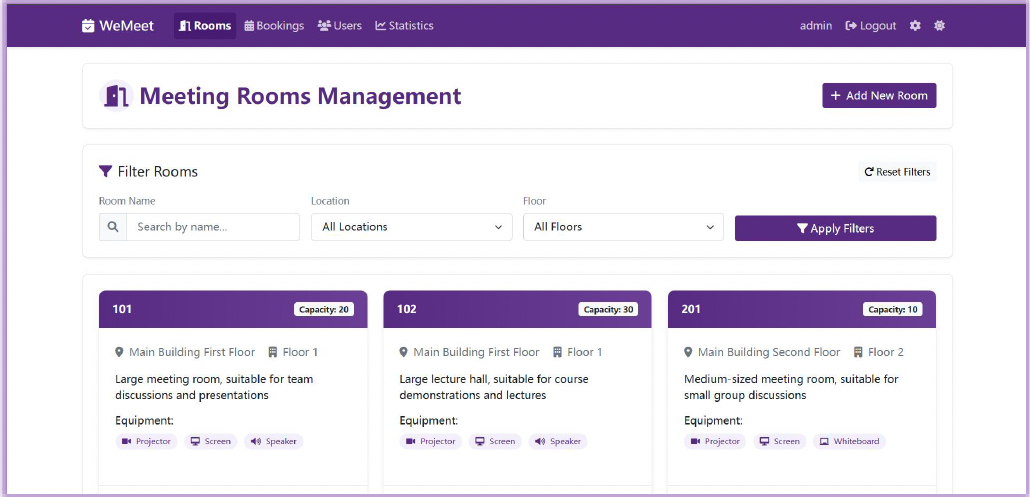 WeMeet Rooms Bookings Users Statistics admin Logout
Meeting Rooms Management
+ Add New Room
Filter Rooms
Reset Filters
Room Name Location Floor
Search by name... All Locations All Floors Apply Filters
101 Capacity: 20
Main Building First Floor Floor 1
Large meeting room, suitable for team
discussions and presentations
Equipment:
Projector Screen Speaker
102 Capacity: 30
Main Building First Floor Floor 1
Large lecture hall, suitable for course
demonstrations and lectures
Equipment:
Projector Screen Speaker
201 Capacity: 10
Main Building Second Floor Floor 2
Medium-sized meeting room, suitable for
small group discussions
Equipment:
Projector Screen Whiteboard